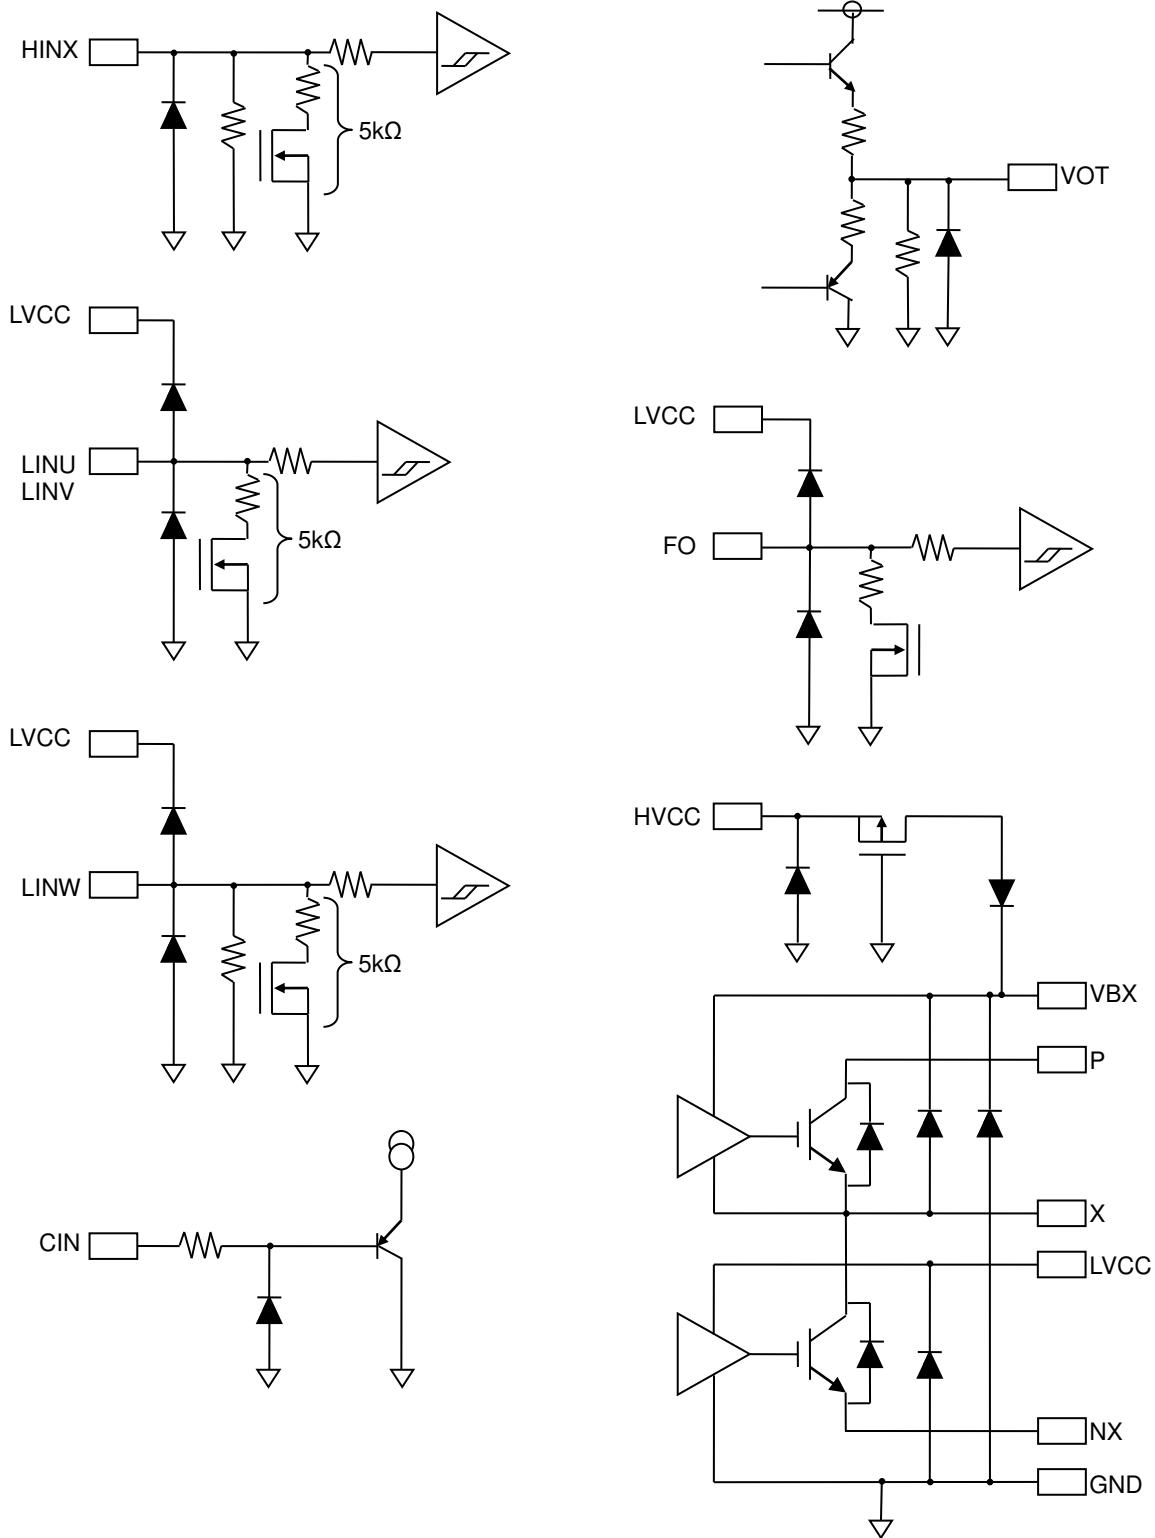 HINX
5kΩ
LVCC
LINU
LINV
5kΩ
LVCC
LINW
5kΩ
CIN
VOT
LVCC
FO
HVCC
VBX
P
X
LVCC
NX
GND